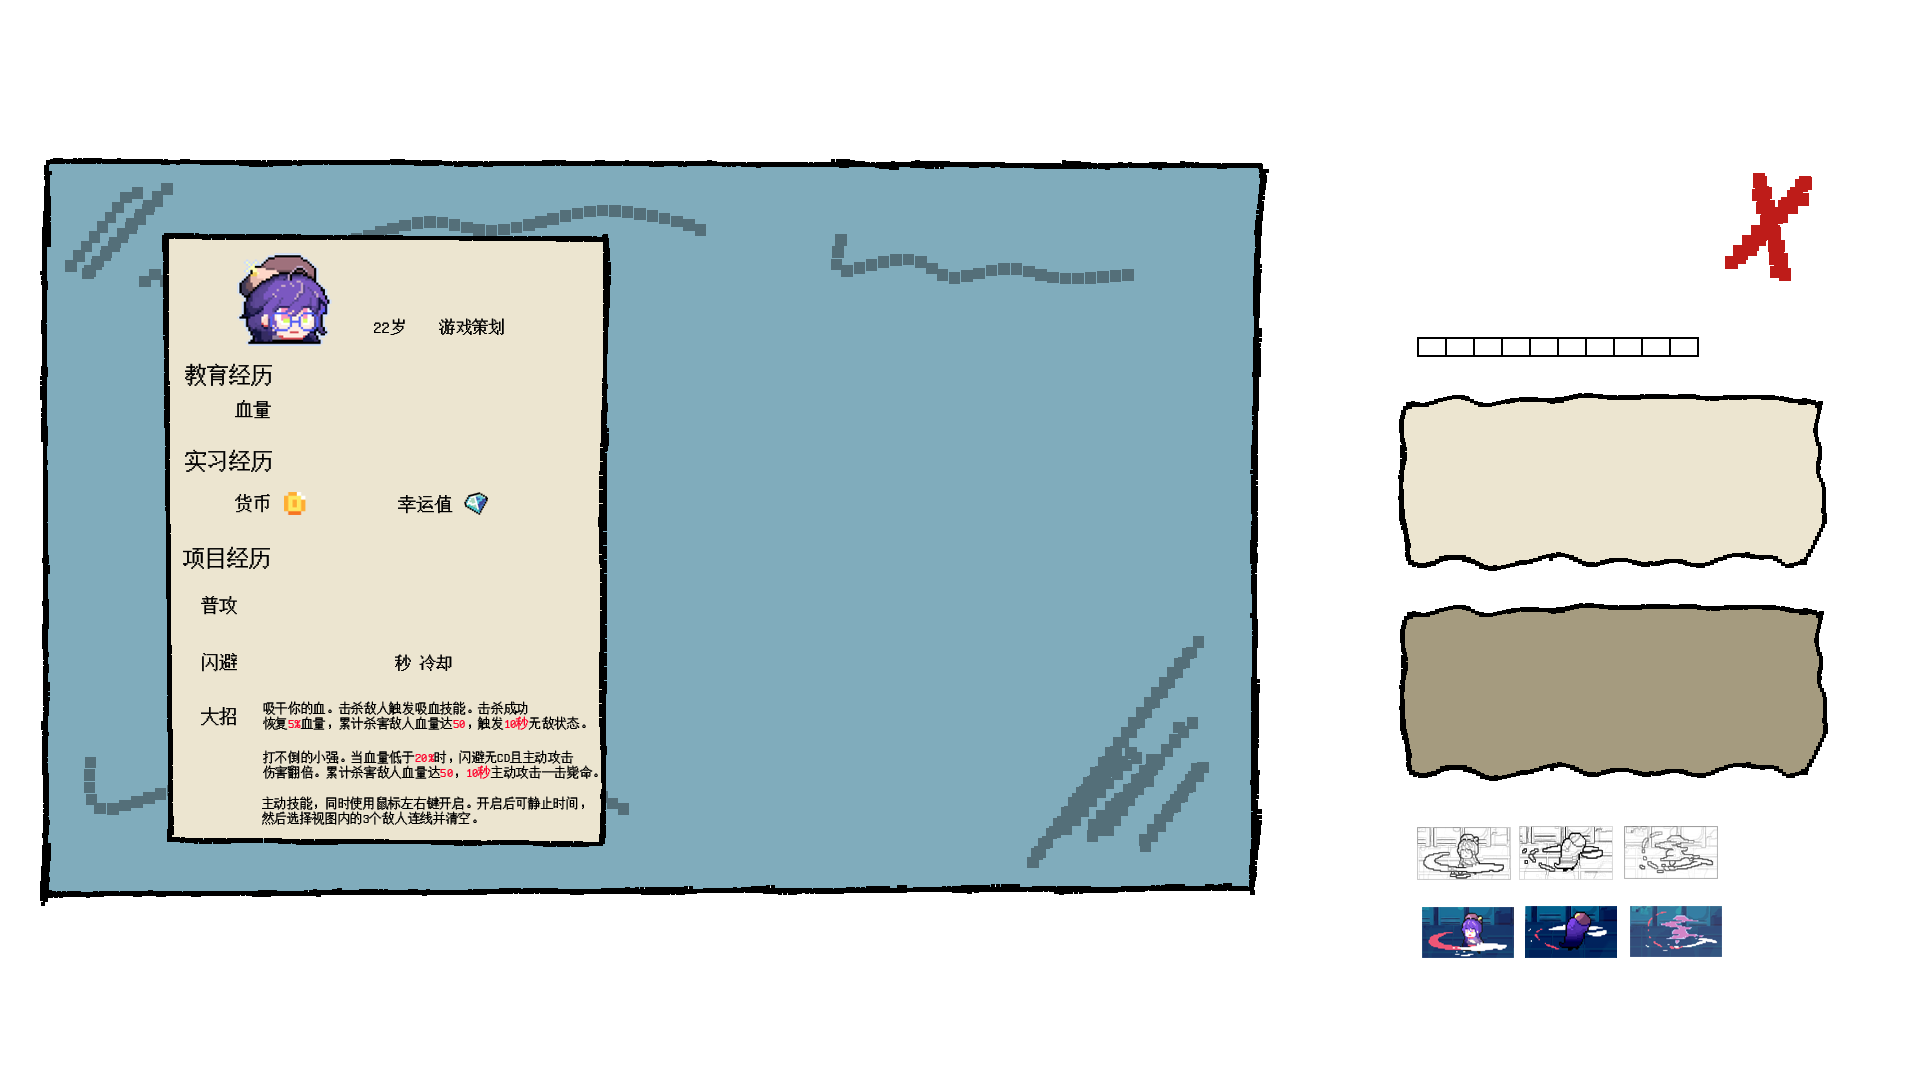 22岁 游戏策划
教育经历
血量
实习经历
货币 幸运值
项目经历
普攻
闪避 秒 冷却
大招
吸干你的血。击杀敌人触发吸血技能。击杀成功
恢复5%血量，累计杀害敌人血量达50，触发10秒无敌状态。
打不倒的小强。当血量低于20%时，闪避无CD且主动攻击
伤害翻倍。累计杀害敌人血量达50，10秒主动攻击一击毙命。
主动技能，同时使用鼠标左右键开启。开启后可静止时间，
然后选择视图内的3个敌人连线并清空。